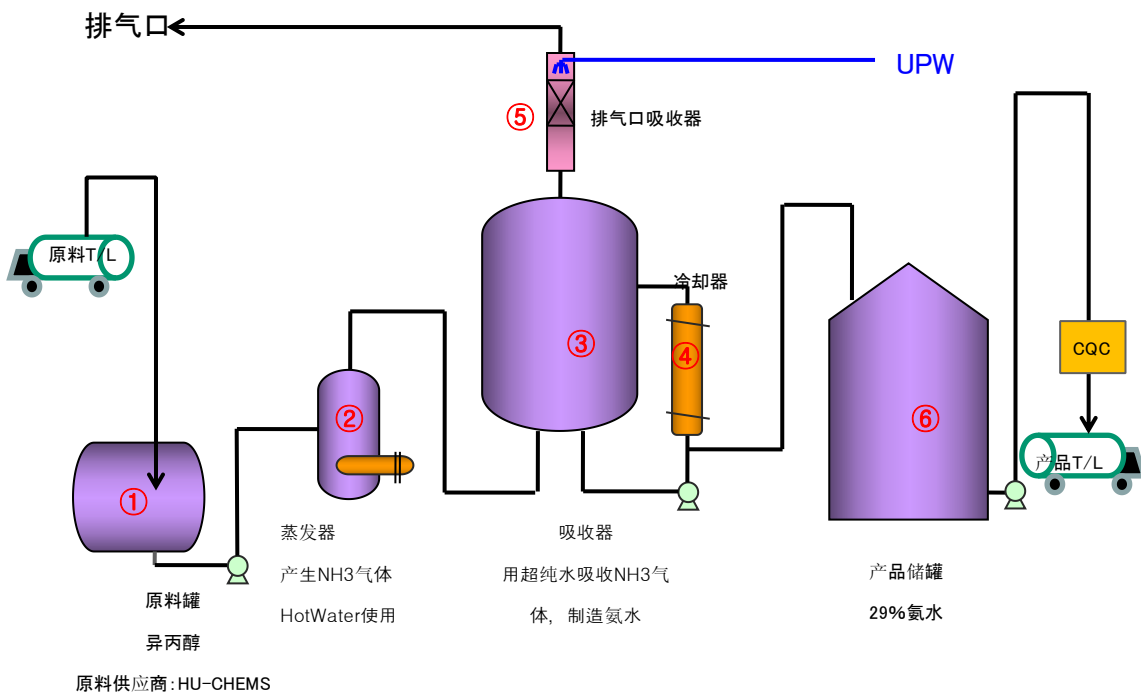 排气口
UPW
⑤
排气口吸收器
原料T/L
冷却器
③
④
CQC
②
⑥
产品T/L
①
蒸发器
产生NH3气体
HotWater使用
吸收器
用超纯水吸收NH3气
体，制造氨水
产品储罐
29%氨水
原料罐
异丙醇
原料供应商:HU-CHEMS